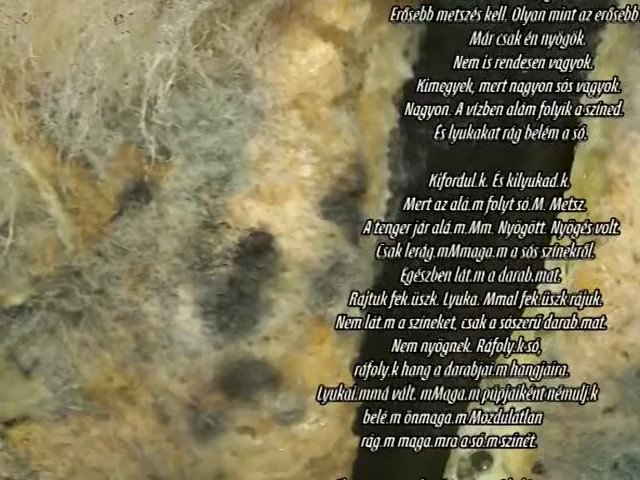 Erősebb metszés kell. Olyan mint az erősebb
Már csak én nyögök.
Nem is rendesen vagyok.
Kimegyek, mert nagyon sós vagyok.
Nagyon. A vízben alám folyik a színed.
És lyukakat rág belém a só.
Kifordul.k. És kilyukad.k.
Mert az alá.m folyt só.M. Metsz.
A tenger jár alá.m.Mm. Nyögött. Nyögés volt.
Csak lerág.mMmaga.m a sós színekről.
Egészben lát.m a darab.mat.
Rajtuk fek.üszk. Lyuka. Mmal fek.üszk rájuk.
Nem lát.m a színeket, csak a sószerű darab.mat.
Nem nyögnek. Ráfoly.k só,
ráfoly.k hang a darabjai.m hangjaira.
Lyukai.mmá vált. mMaga.m pópjaiként némulj.k
belé.m önmaga.m Mozdulatlan
rág.m maga.mra a só.m színét.